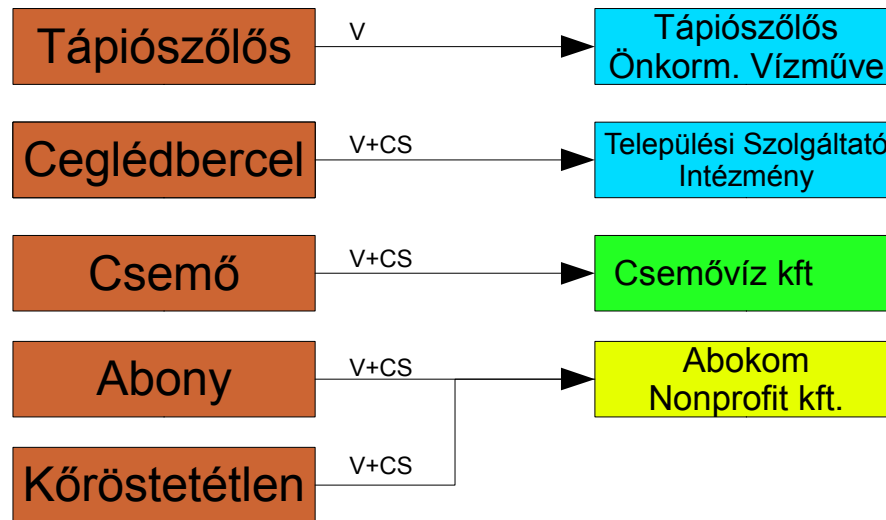 Tápiószőlős
V
Tápiószőlős
Önkorm. Vízműve
Ceglédbercel
V+CS
Települési Szolgáltató
Intézmény
Csemő
V+CS
Csemővíz kft
Abony
V+CS
Abokom
Nonprofit kft.
Kőröstetétlen
V+CS